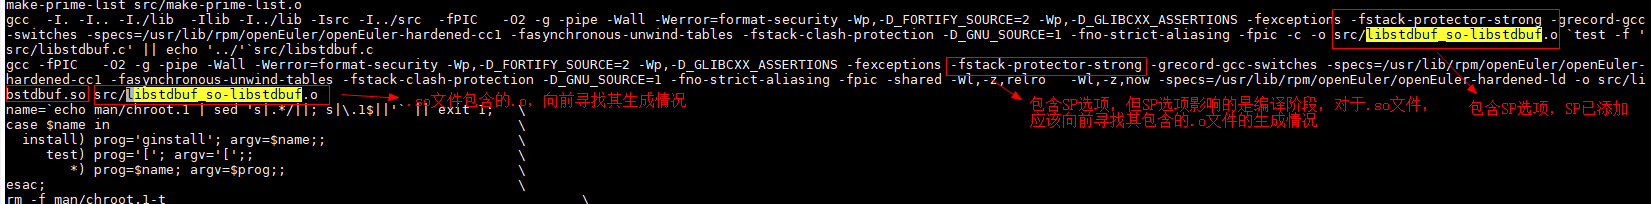 make-prime-list src/make-prime-list.o
gcc  -I. -I.. -I./lib  -Ilib -I../lib -Isrc -I../src  -fPIC   -O2 -g -pipe -Wall -Werror=format-security -Wp,-D_FORTIFY_SOURCE=2 -Wp,-D_GLIBCXX_ASSERTIONS -fexceptions -fstack-protector-strong -grecord-gcc
-switches -specs=/usr/lib/rpm/openEuler/openEuler-hardened-cc1 -fasynchronous-unwind-tables -fstack-clash-protection -D_GNU_SOURCE=1 -fno-strict-aliasing -fpic -c -o src/libstdbuf_so-libstdbuf.o `test -f '
src/libstdbuf.c' || echo '../'`src/libstdbuf.c
gcc -fPIC   -O2 -g -pipe -Wall -Werror=format-security -Wp,-D_FORTIFY_SOURCE=2 -Wp,-D_GLIBCXX_ASSERTIONS -fexceptions -fstack-protector-strong -grecord-gcc-switches -specs=/usr/lib/rpm/openEuler/openEuler-
hardened-cc1 -fasynchronous-unwind-tables -fstack-clash-protection -D_GNU_SOURCE=1 -fno-strict-aliasing -fpic -shared -Wl,-z,relro   -Wl,-z,now -specs=/usr/lib/rpm/openEuler/openEuler-hardened-ld -o src/li
bstdbuf.so src/libstdbuf_so-libstdbuf.o
.so文件包含的.o, 向前寻找其生成情况
包含SP选项，但SP选项影响的是编译阶段，对于.so文件，
应该向前寻找其包含的.o文件的生成情况
包含SP选项，SP已添加
name=`echo man/chroot.1 | sed 's|.*/||; s|\.1$||'` || exit 1;   \
case $name in \
  install) prog='ginstall'; argv=$name;; \
     test) prog='['; argv='[';; \
        *) prog=$name; argv=$prog;; \
esac; \
rm -f man/chroot.1-t \